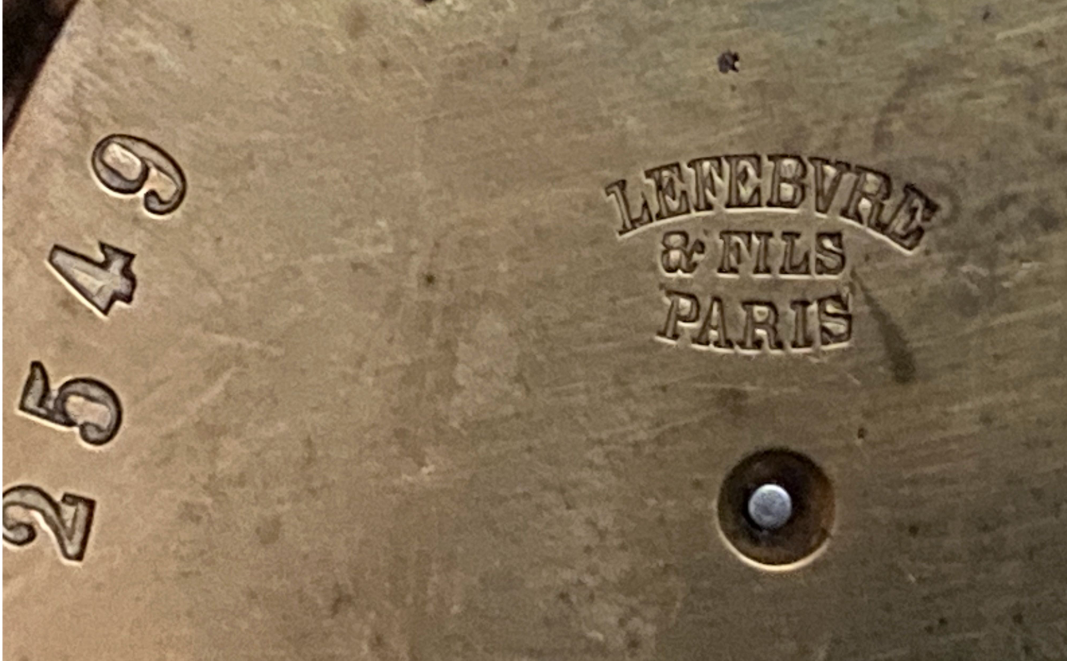 2549
LEFEBVRE
& FILS
PARIS